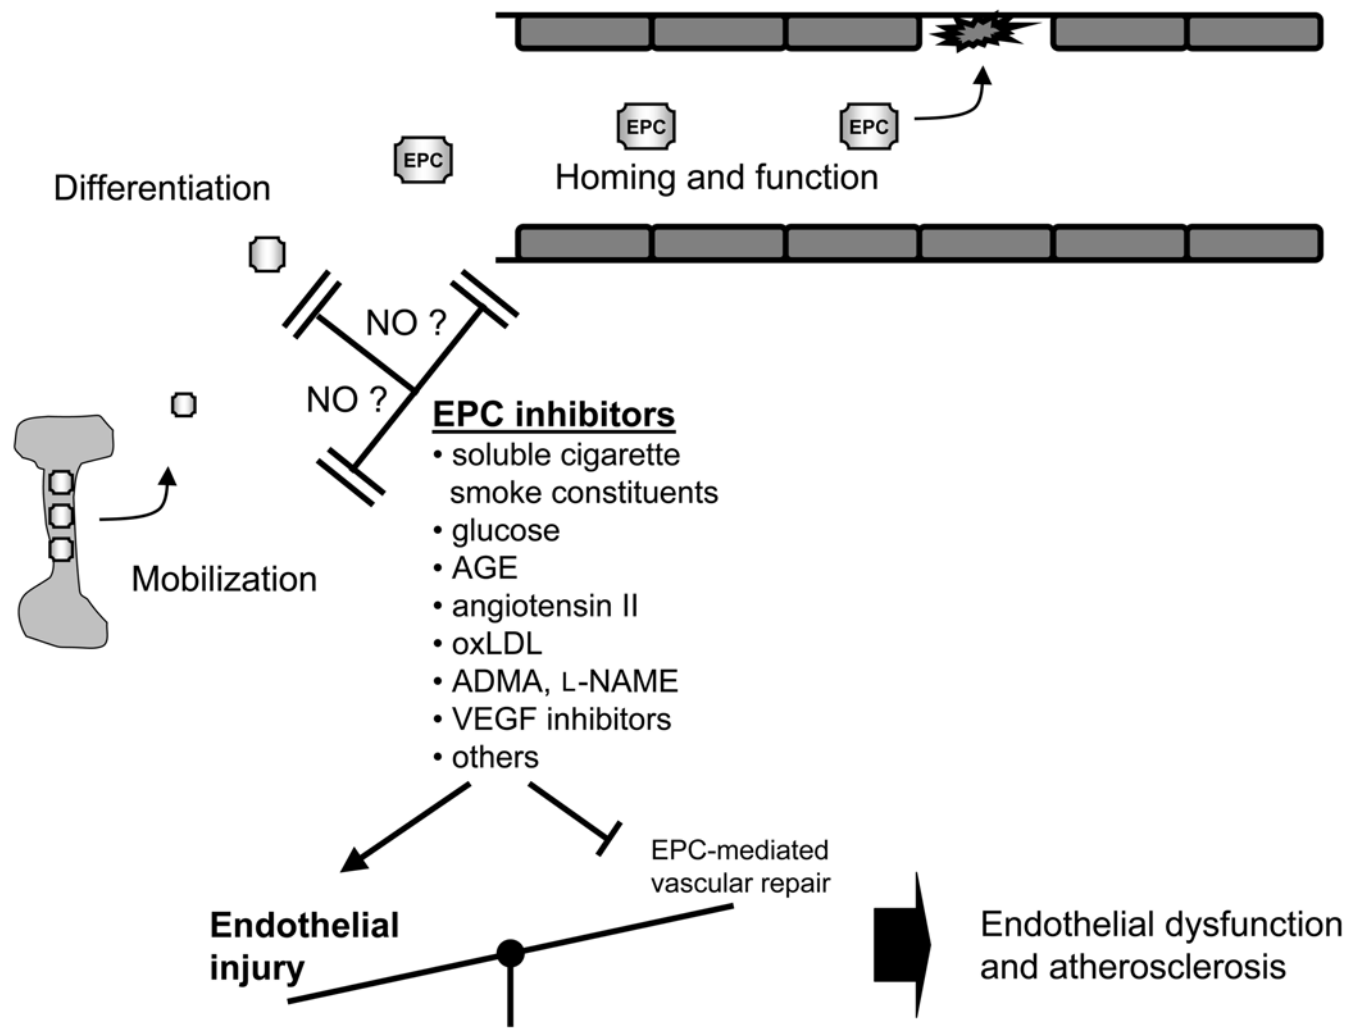 EPC
EPC
EPC
Differentiation
Homing and function
NO ?
NO ?
EPC inhibitors
• soluble cigarette
smoke constituents
• glucose
• AGE
• angiotensin II
• oxLDL
• ADMA, L-NAME
• VEGF inhibitors
• others
Mobilization
EPC-mediated
vascular repair
Endothelial
injury
Endothelial dysfunction
and atherosclerosis